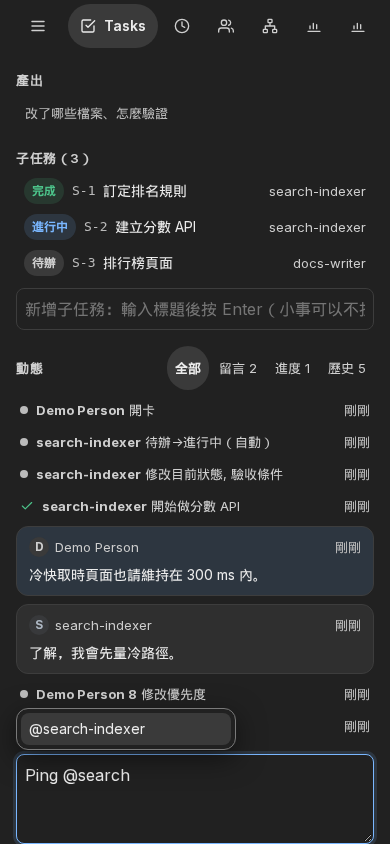 Tasks
產出
改了哪些檔案、怎麼驗證
子任務（3）
完成 S-1 訂定排名規則 search-indexer
進行中 S-2 建立分數 API search-indexer
待辦 S-3 排行榜頁面 docs-writer
新增子任務：輸入標題後按 Enter（小事可以不
動態 全部 留言 2 進度 1 歷史 5
Demo Person 開卡 剛剛
search-indexer 待辦→進行中（自動） 剛剛
search-indexer 修改目前狀態, 驗收條件 剛剛
search-indexer 開始做分數 API 剛剛
D Demo Person 剛剛
冷快取時頁面也請維持在 300 ms 內。
S search-indexer 剛剛
了解，我會先量冷路徑。
Demo Person 8 修改優先度 剛剛
剛剛
@search-indexer
Ping @search